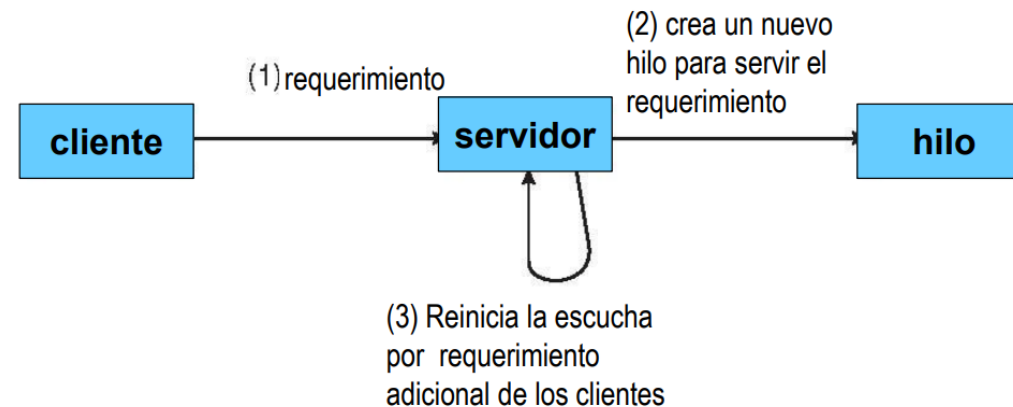 (1) requerimiento
(2) crea un nuevo
hilo para servir el
requerimiento
cliente
servidor
hilo
(3) Reinicia la escucha
por requerimiento
adicional de los clientes